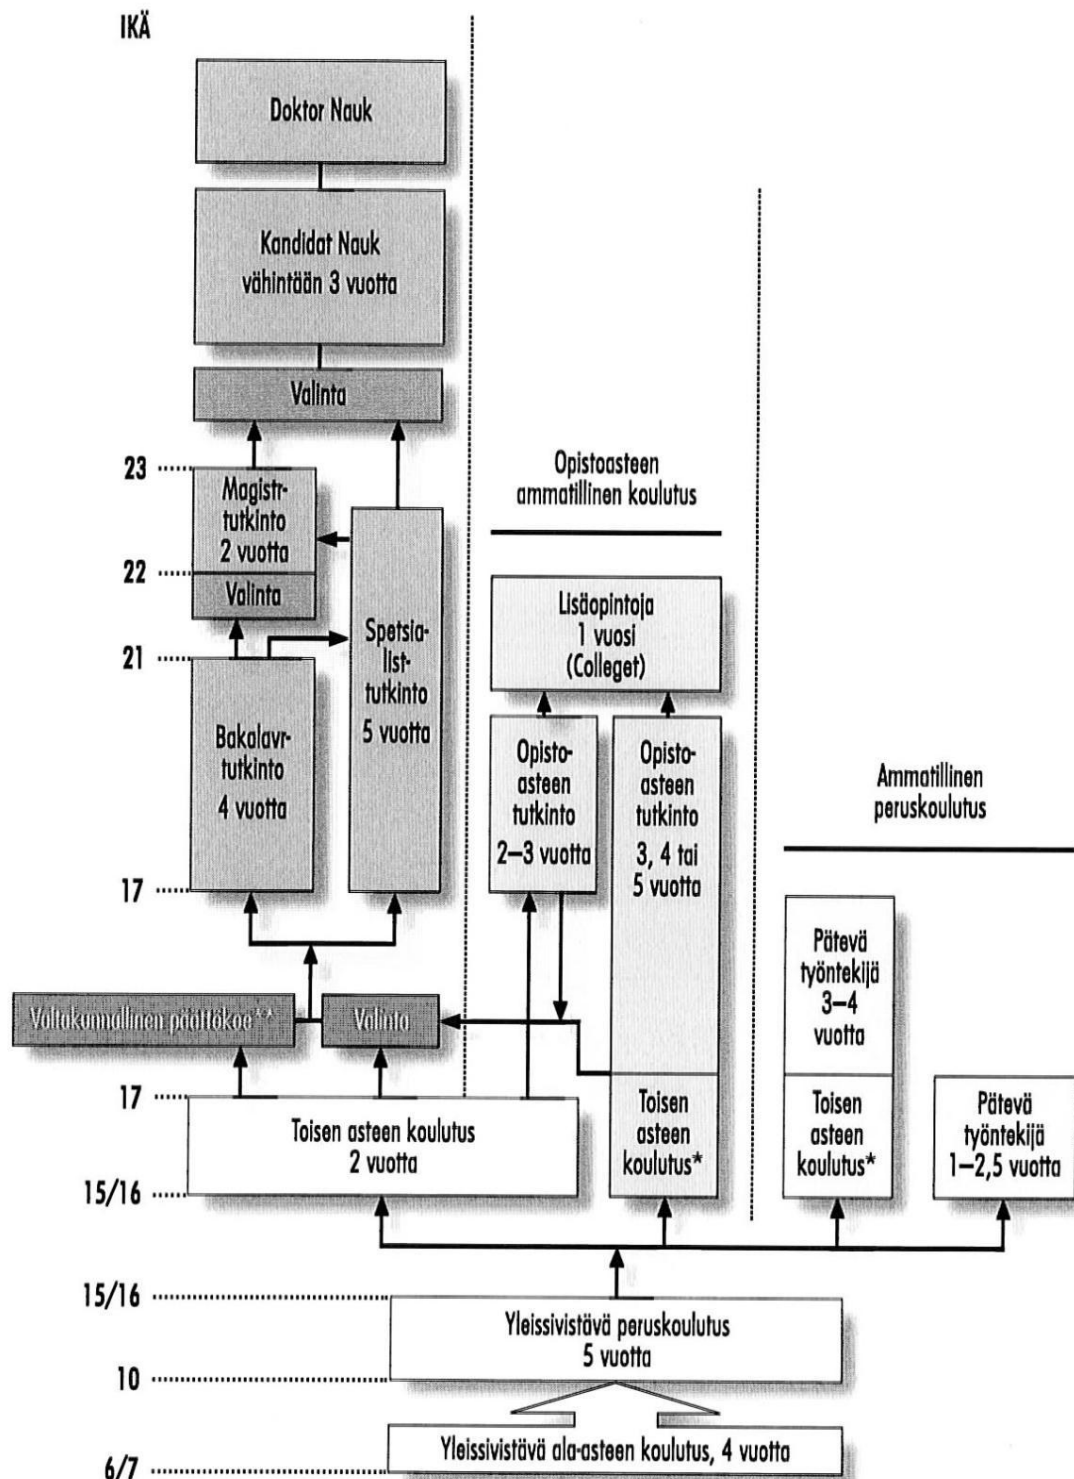 IKÄ
Doktor Nauk
Kandidat Nauk
vähintään 3 vuotta
Valinta
23
Magistr-
tutkinto
2 vuotta
22
Valinta
21
Spetsia-
list-
tutkinto
5 vuotta
Bakalavr-
tutkinto
4 vuotta
17
Opistoasteen
ammatillinen koulutus
Lisäopintoja
1 vuosi
(Colleget)
Opisto-
asteen
tutkinto
2–3 vuotta
Opisto-
asteen
tutkinto
3, 4 tai
5 vuotta
Ammatillinen
peruskoulutus
Pätevä
työntekijä
3–4
vuotta
Valtakunnallinen päättökoe**
Valinta
17
Toisen asteen koulutus
2 vuotta
15/16
Toisen
asteen
koulutus*
Toisen
asteen
koulutus*
Pätevä
työntekijä
1–2,5 vuotta
15/16
Yleissivistävä peruskoulutus
5 vuotta
10
Yleissivistävä ala-asteen koulutus, 4 vuotta
6/7